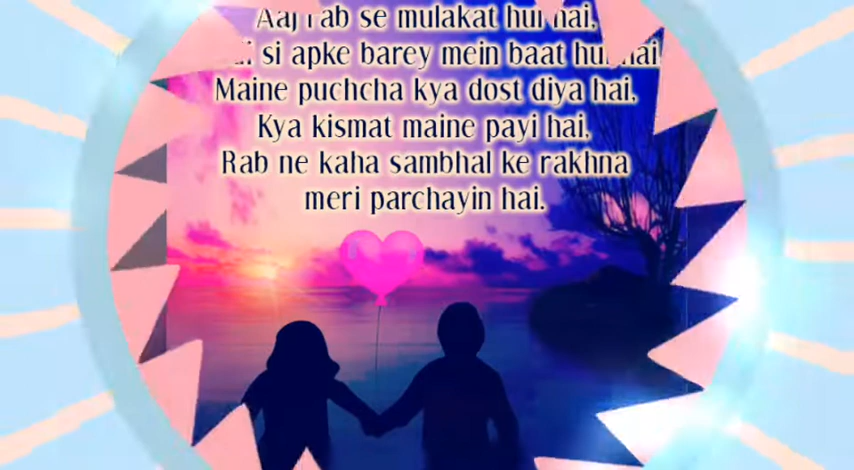 Aaj rab se mulakat hui hai,
si apke barey mein baat hui hai
Maine puchcha kya dost diya hai,
Kya kismat maine payi hai,
Rab ne kaha sambhal ke rakhna
meri parchayin hai.